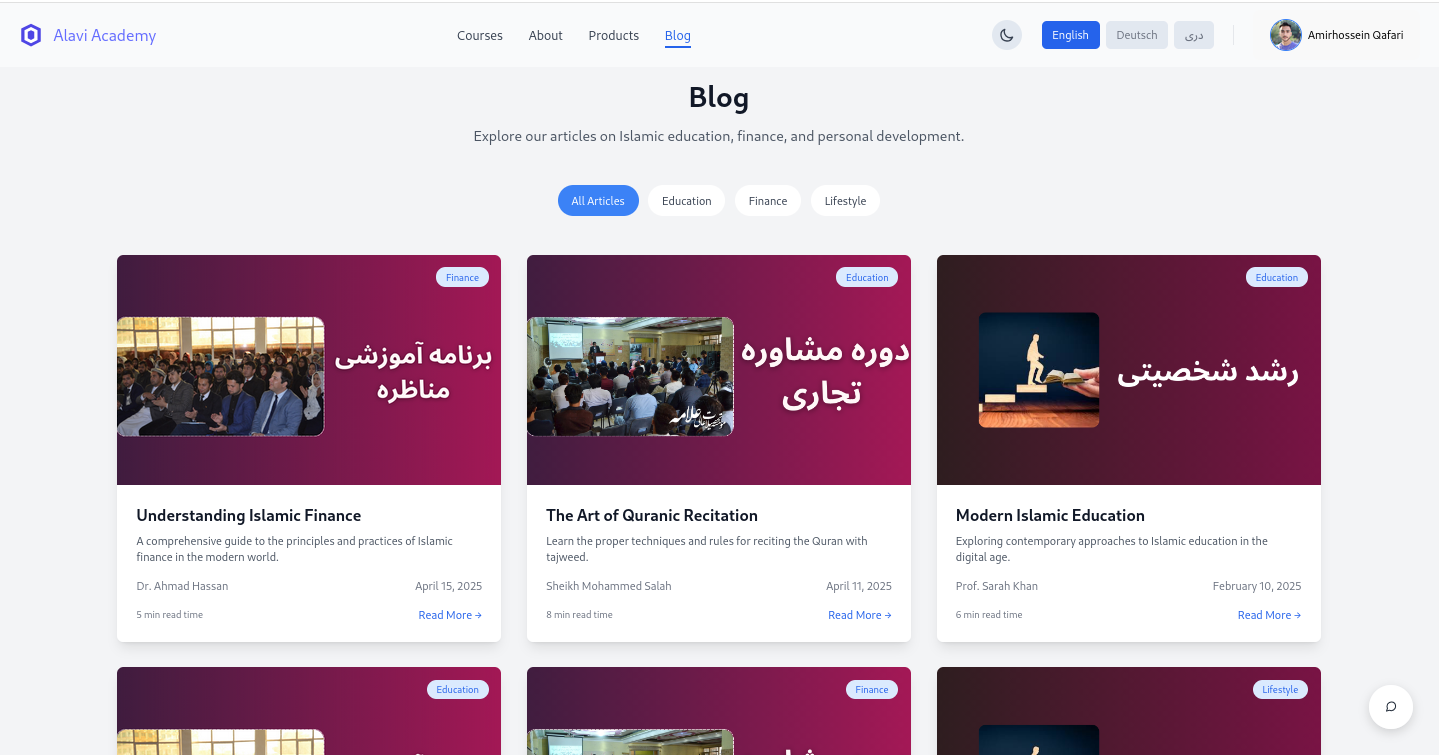 Alavi Academy
Courses
About
Products
Blog
English
Deutsch
دری
Amirhossein Qafari
Blog
Explore our articles on Islamic education, finance, and personal development.
All Articles
Education
Finance
Lifestyle
Finance
برنامه آموزشی
مناظره
Understanding Islamic Finance
A comprehensive guide to the principles and practices of Islamic
finance in the modern world.
Dr. Ahmad Hassan
April 15, 2025
5 min read time
Read More →
Education
دوره مشاوره
تجاری
The Art of Quranic Recitation
Learn the proper techniques and rules for reciting the Quran with
tajweed.
Sheikh Mohammed Salah
April 11, 2025
8 min read time
Read More →
Education
رشد شخصیتی
Modern Islamic Education
Exploring contemporary approaches to Islamic education in the
digital age.
Prof. Sarah Khan
February 10, 2025
6 min read time
Read More →
Education
Finance
Lifestyle